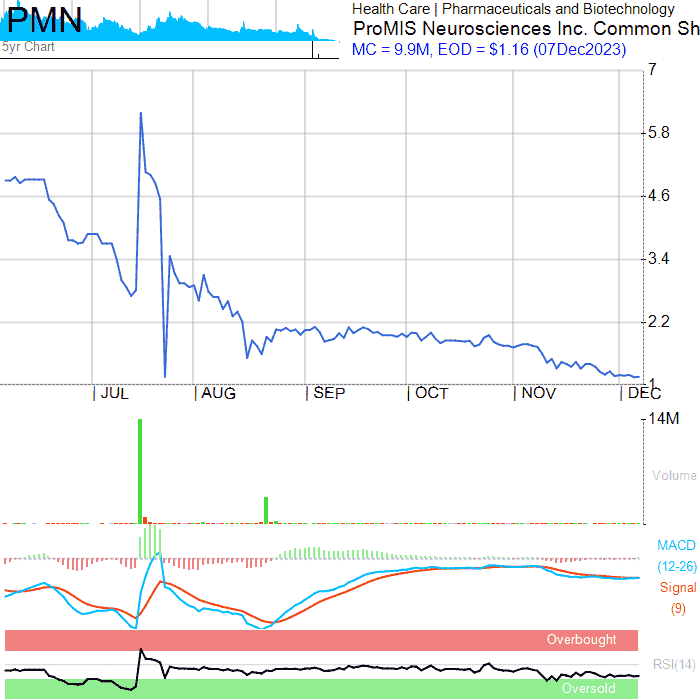 PMN
5yr Chart
Health Care | Pharmaceuticals and Biotechnology
ProMIS Neurosciences Inc. Common Sh
MC = 9.9M, EOD = $1.16 (07Dec2023)
7
5.8
4.6
3.4
2.2
1
JUL AUG SEP OCT NOV DEC
14M
Volume
MACD
(12-26)
Signal
(9)
Overbought
RSI(14)
Oversold